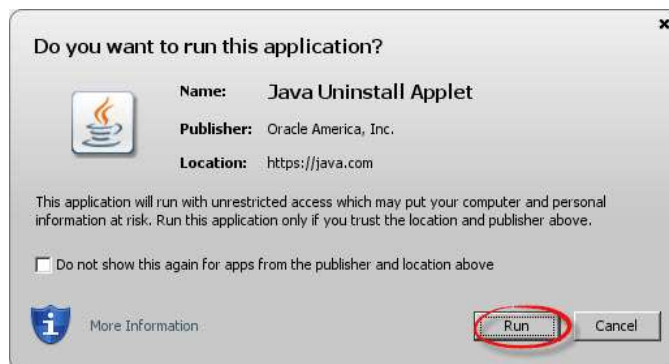 Do you want to run this application?
Name: Java Uninstall Applet
Publisher: Oracle America, Inc.
Location: https://java.com
This application will run with unrestricted access which may put your computer and personal
information at risk. Run this application only if you trust the location and publisher above.
Do not show this again for apps from the publisher and location above
More Information
Run
Cancel